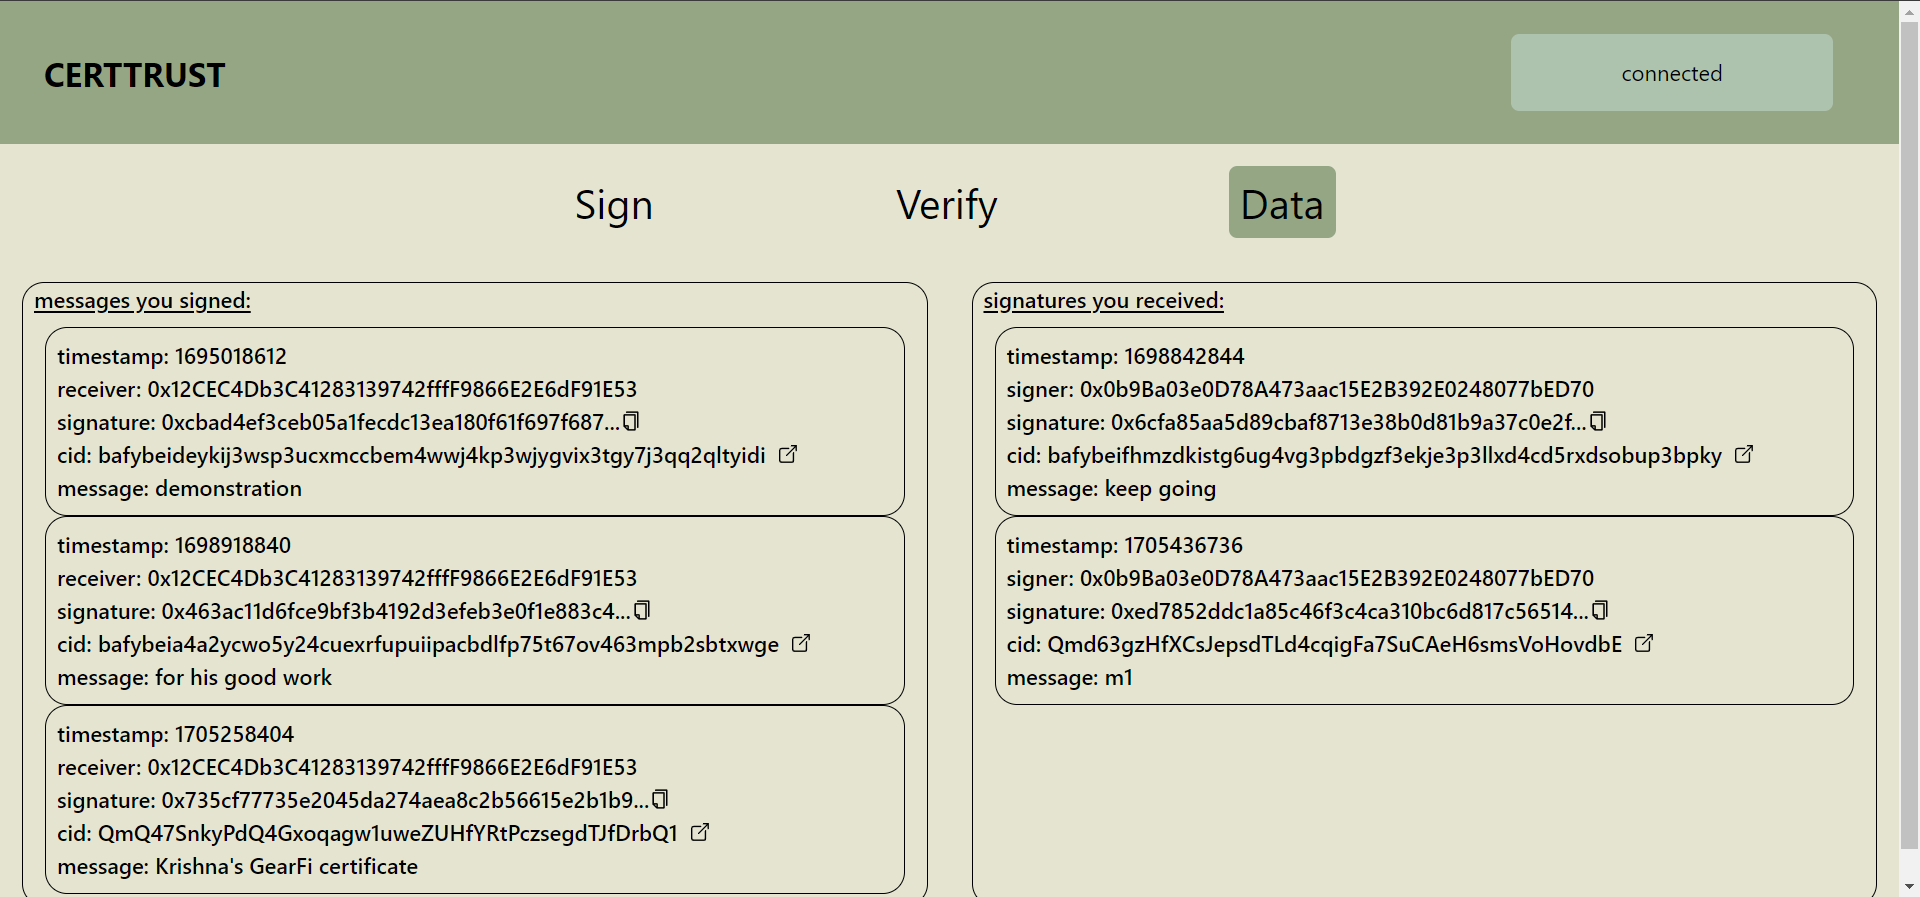 CERTTRUST
connected
Sign
Verify
Data
messages you signed:
timestamp: 1695018612
receiver: 0x12CEC4Db3C41283139742fffF9866E2E6dF91E53
signature: 0xcbad4ef3ceb05a1fecdc13ea180f61f697f687...
cid: bafybeideykij3wsp3ucxmccbem4wwj4kp3wjygvix3tgy7j3qq2qltyidi
message: demonstration
timestamp: 1698918840
receiver: 0x12CEC4Db3C41283139742fffF9866E2E6dF91E53
signature: 0x463ac11d6fce9bf3b4192d3efeb3e0f1e883c4...
cid: bafybeia4a2ycwo5y24cuexrfupuiipacbdlfp75t67ov463mpb2sbtxwge
message: for his good work
timestamp: 1705258404
receiver: 0x12CEC4Db3C41283139742fffF9866E2E6dF91E53
signature: 0x735cf77735e2045da274aea8c2b56615e2b1b9...
cid: QmQ47SnkyPdQ4Gxoqagw1uweZUHfYRtPczsegdTJfDrbQ1
message: Krishna's GearFi certificate
signatures you received:
timestamp: 1698842844
signer: 0x0b9Ba03e0D78A473aac15E2B392E0248077bED70
signature: 0x6cfa85aa5d89cbaf8713e38b0d81b9a37c0e2f...
cid: bafybeifhmzdkistg6ug4vg3pbdgzf3ekje3p3llxd4cd5rxdsobup3bpky
message: keep going
timestamp: 1705436736
signer: 0x0b9Ba03e0D78A473aac15E2B392E0248077bED70
signature: 0xed7852ddc1a85c46f3c4ca310bc6d817c56514...
cid: Qmd63gzHfXCsJepsdTLd4cqigFa7SuCAeH6smsVoHovdbE
message: m1